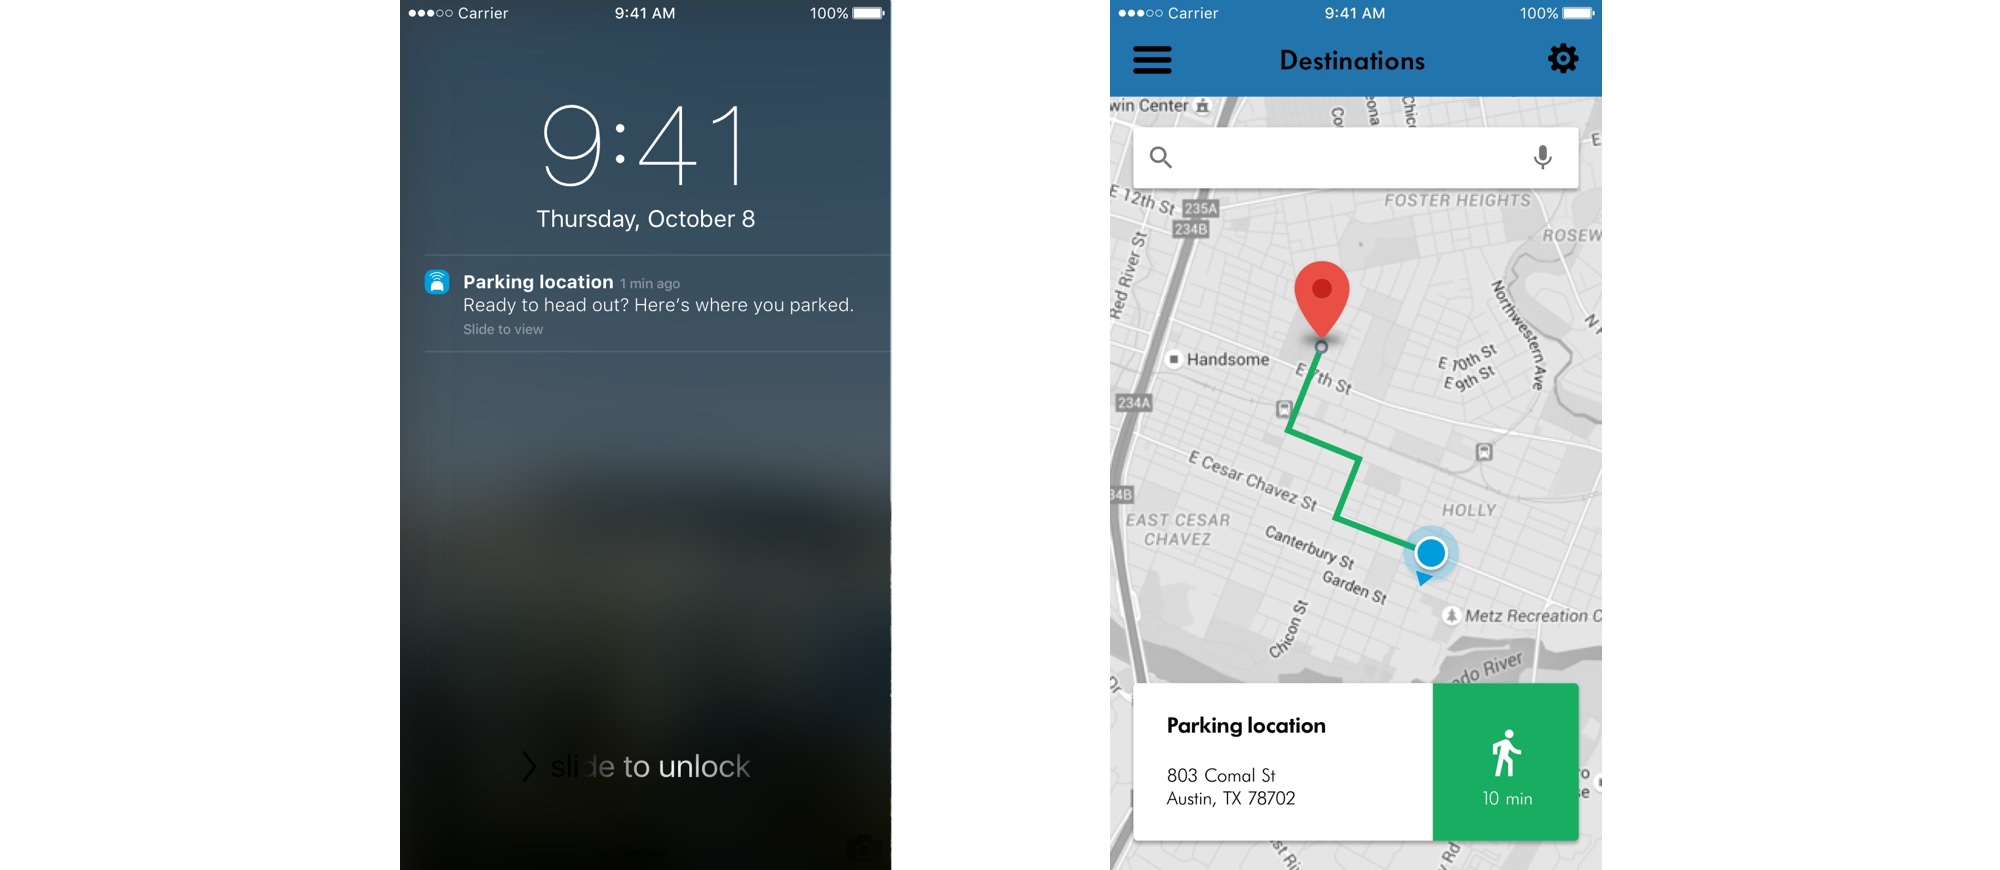 Carrier 9:41 AM 100%
9:41
Thursday, October 8
Parking location 1 min ago
Ready to head out? Here's where you parked.
Slide to view
slide to unlock
Carrier 9:41 AM 100%
Destinations
win Center
Chico
E 12th St
235A
FOSTER HEIGHTS
234B
ROSEW
Red River St
Northwestern Ave
Handsome
E 7th St
E 10th St
E 9th St
234A
E Cesar Chavez St
34B
HOLLY
EAST CESAR
CHAVEZ
Canterbury St
Garden St
Chicon St
Metz Recreation C
do River
Parking location
803 Comal St
Austin, TX 78702
10 min